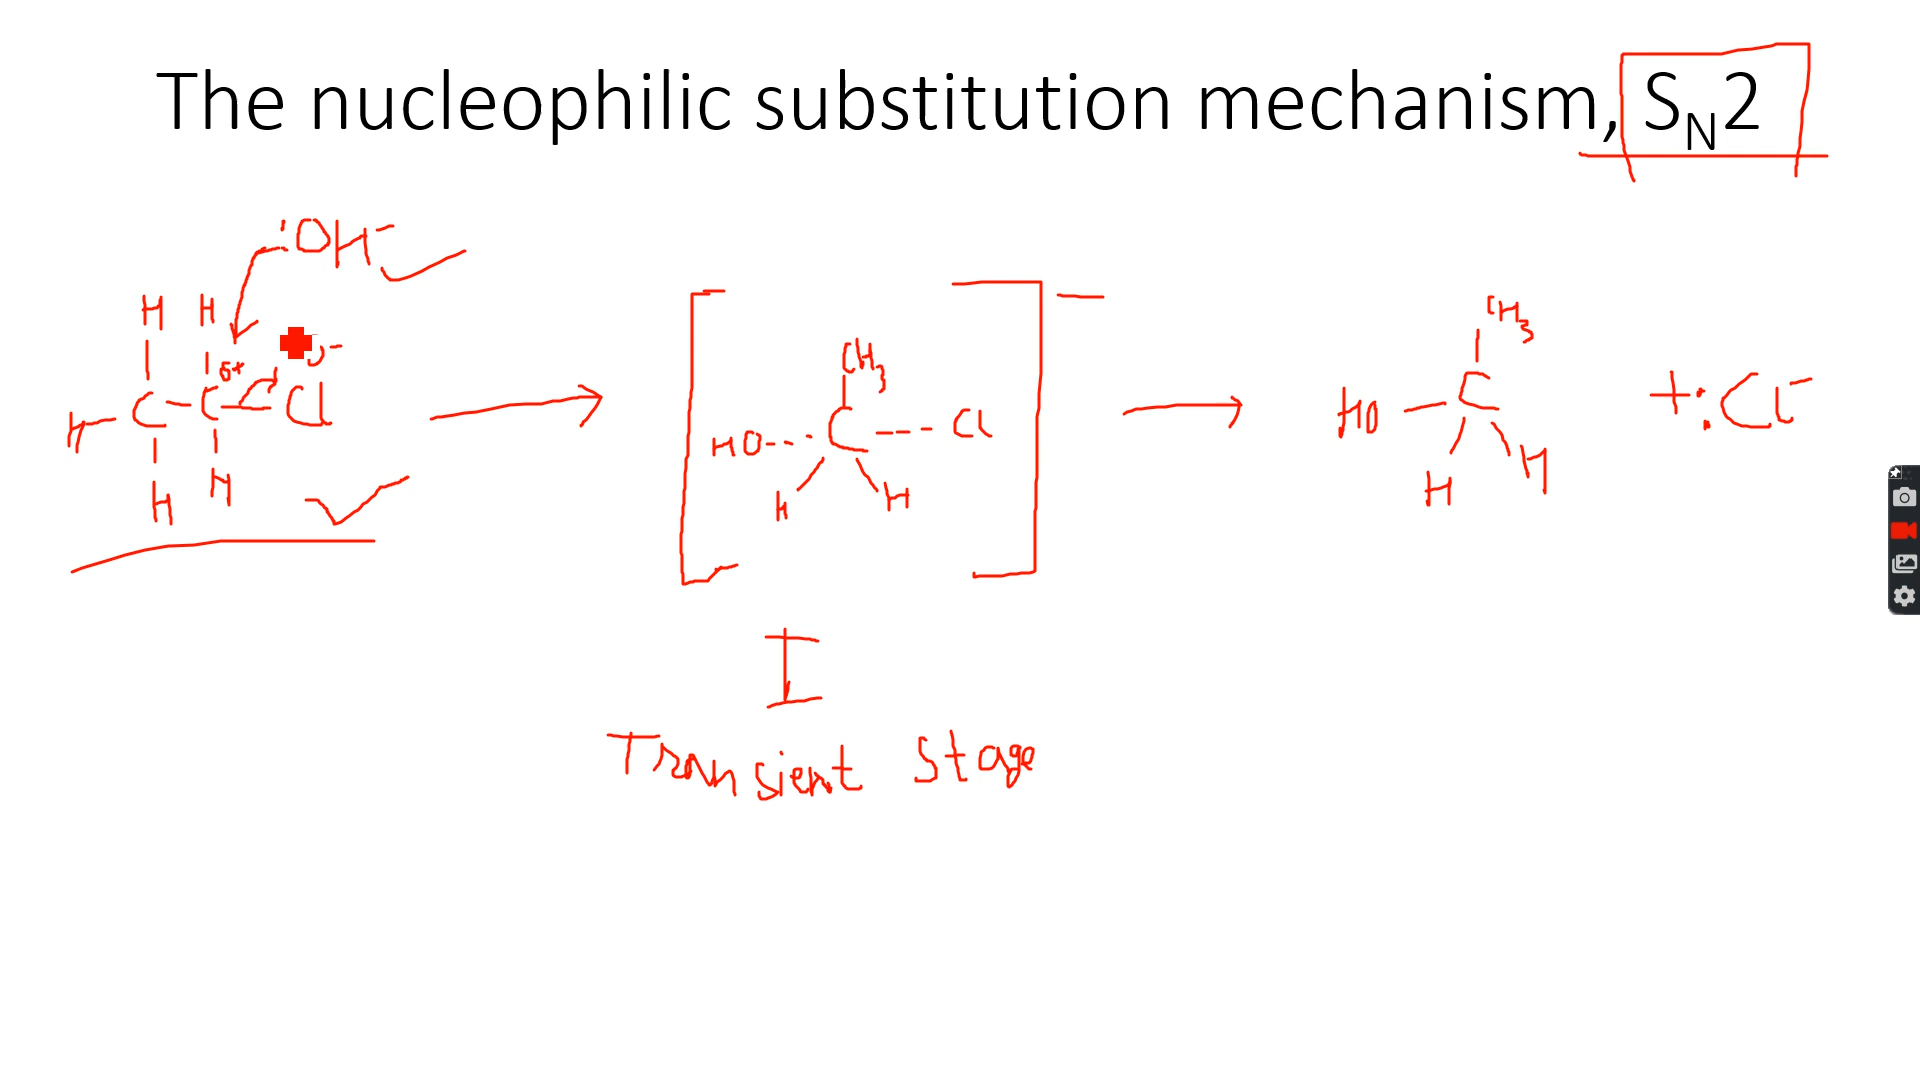 The nucleophilic substitution mechanism, SN2
:OH-
H H
δ+ δ-
H C C Cl
H H
CH3
HO C Cl
H H
-
CH3
HO C + :Cl-
H H
I
Transient Stage